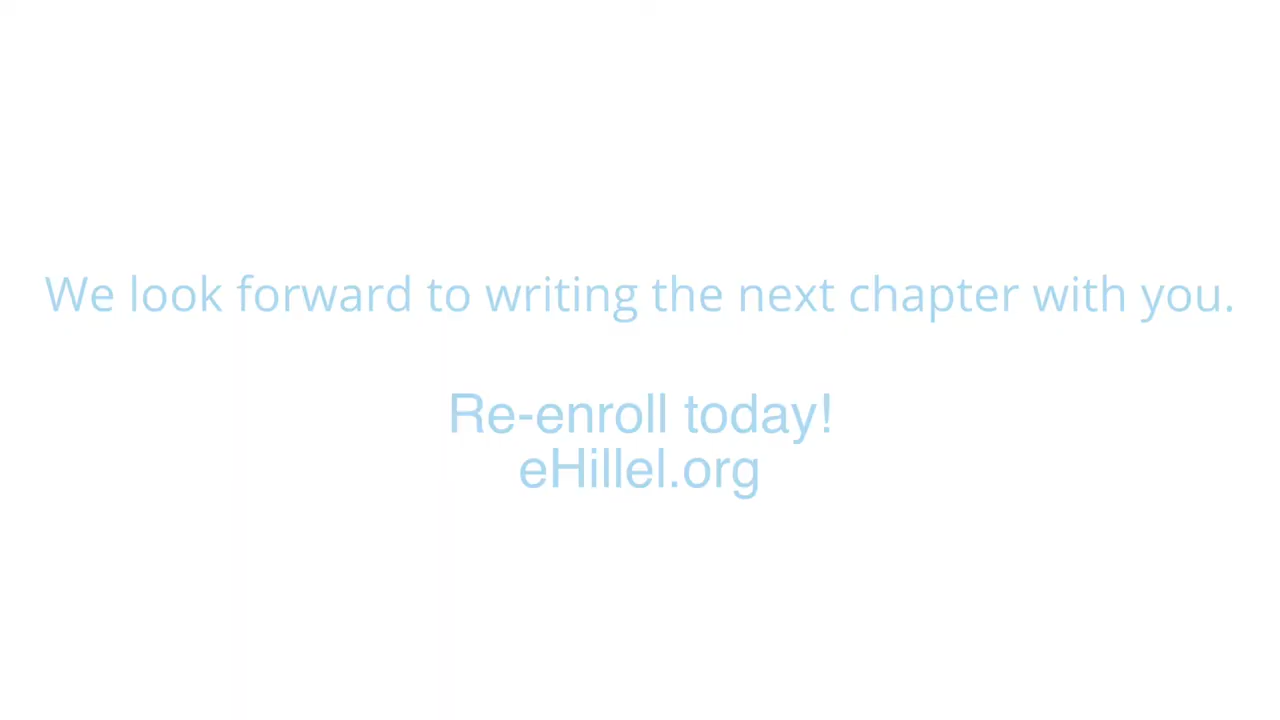 We look forward to writing the next chapter with you.
Re-enroll today!
eHillel.org